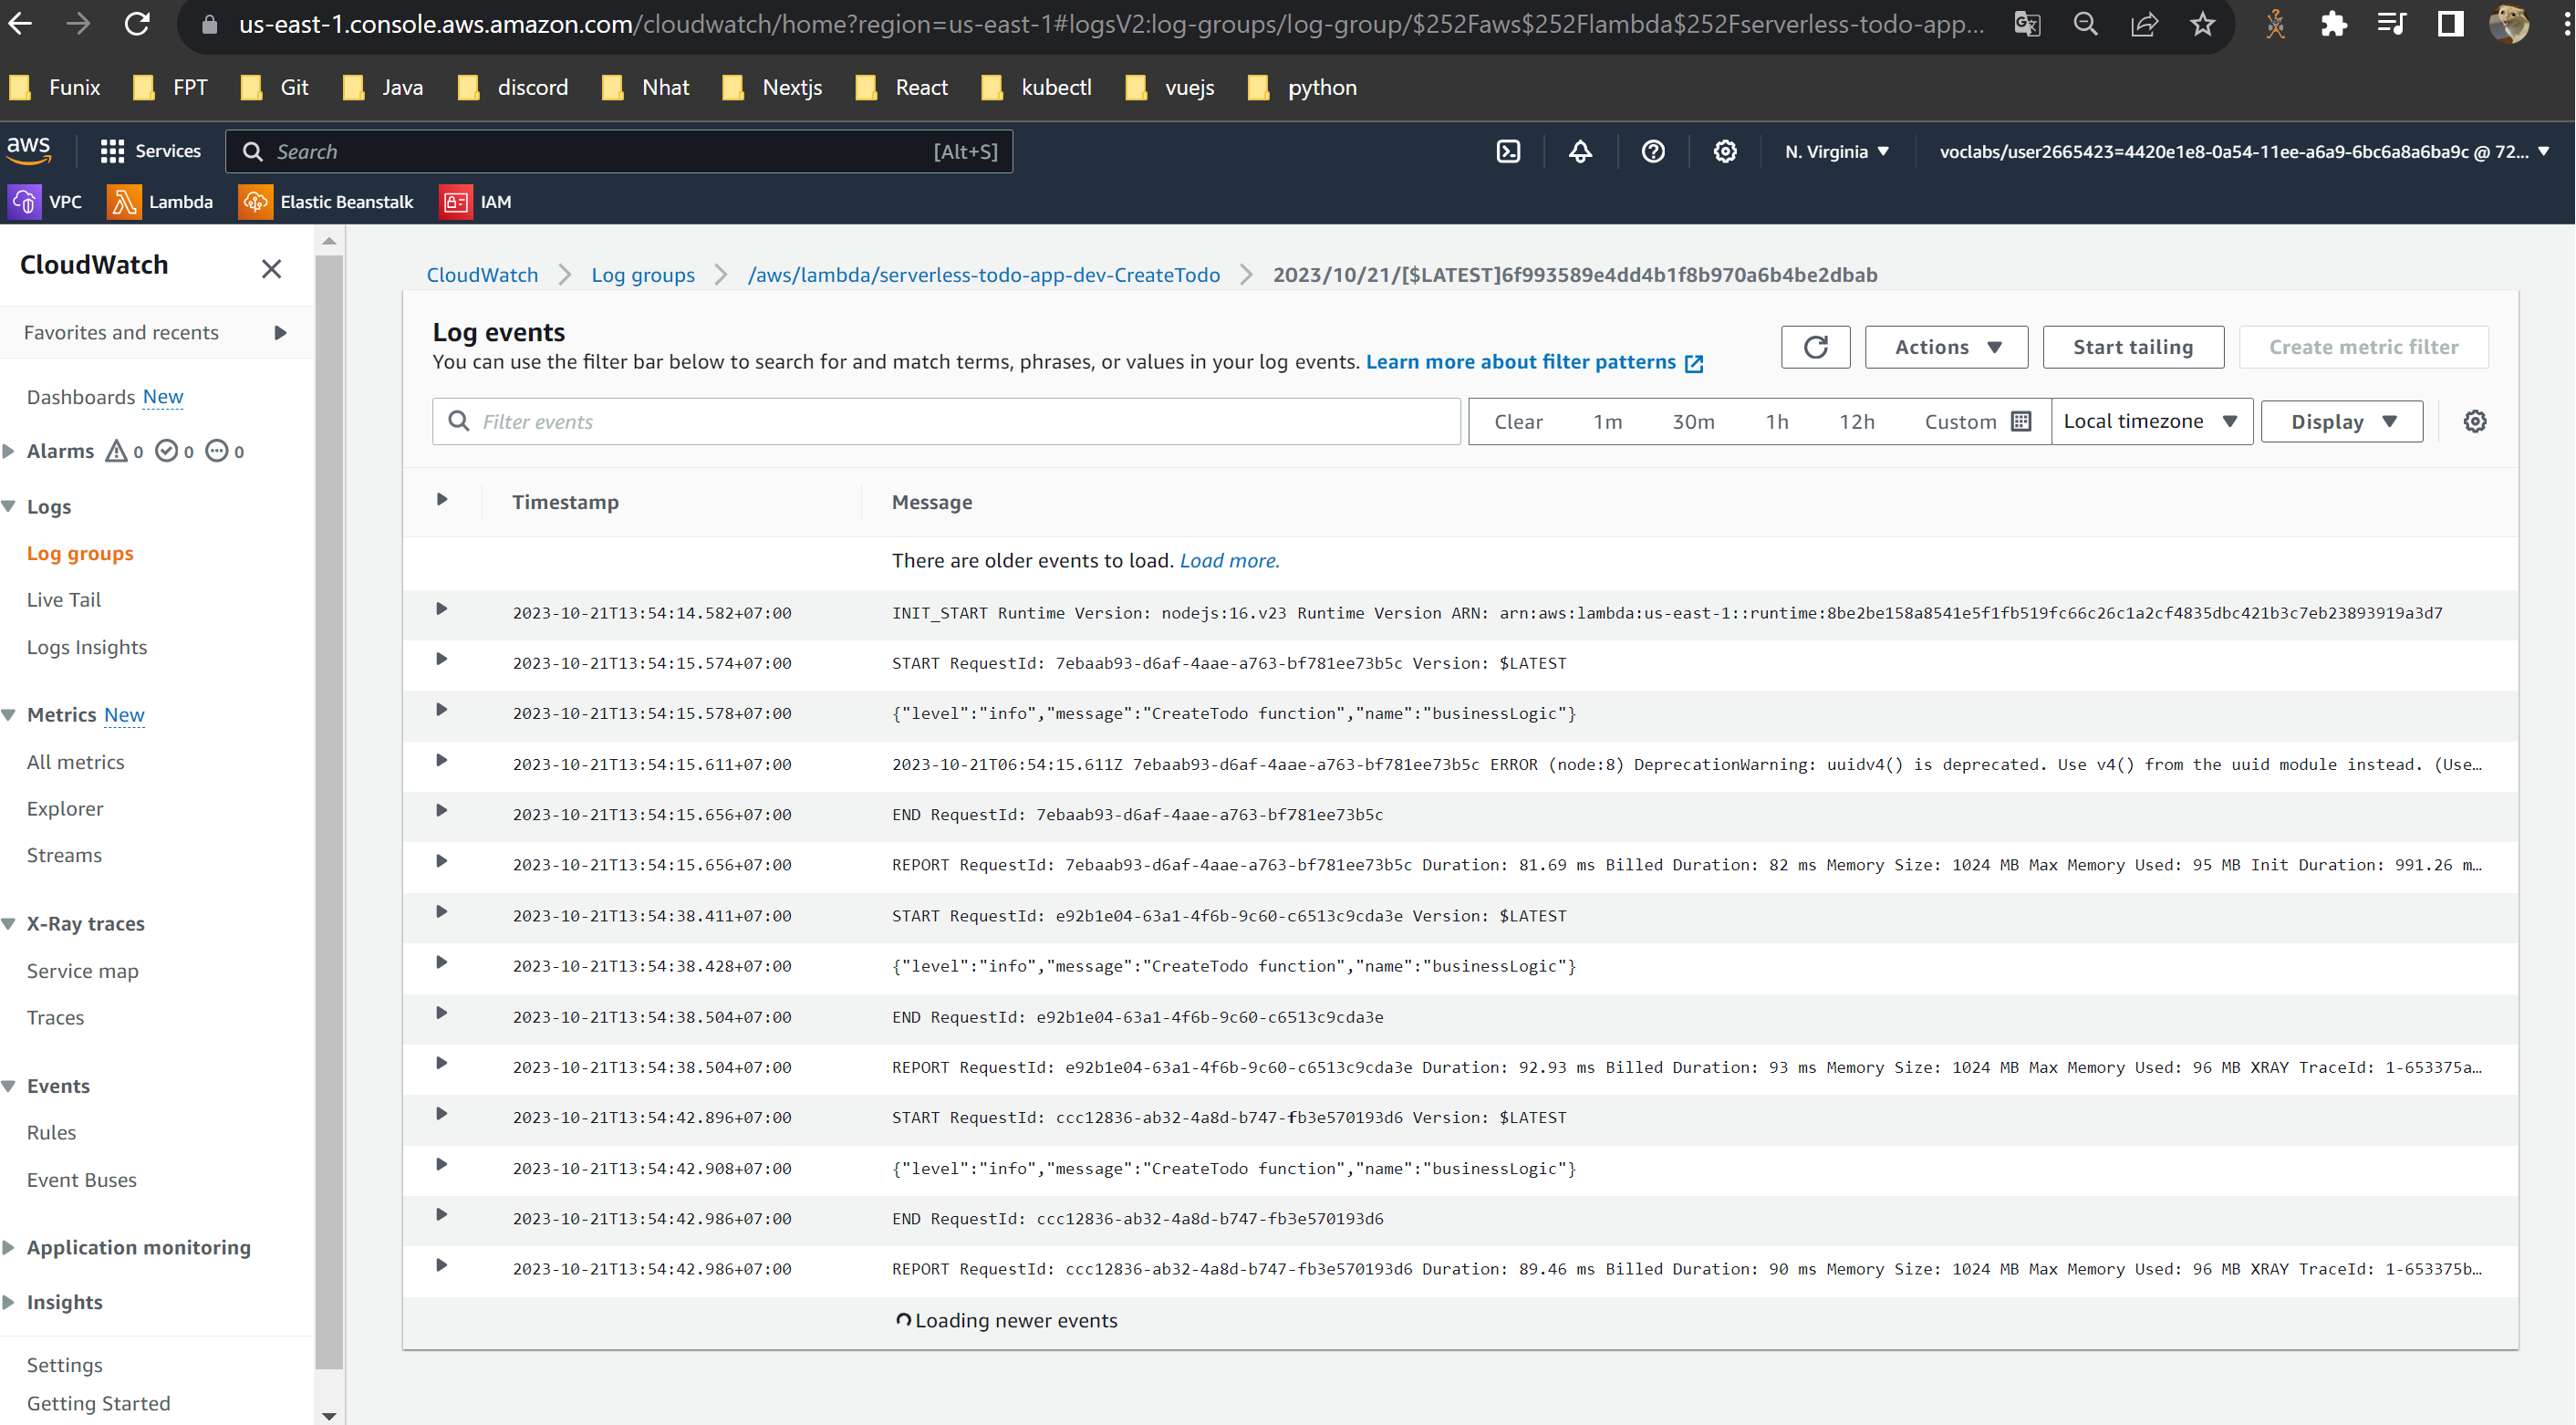 us-east-1.console.aws.amazon.com/cloudwatch/home?region=us-east-1#logsV2:log-groups/log-group/$252Faws$252Flambda$252Fserverless-todo-app...
Funix FPT Git Java discord Nhat Nextjs React kubectl vuejs python
aws Services Search [Alt+S] N. Virginia voclabs/user2665423=4420e1e8-0a54-11ee-a6a9-6bc6a8a6ba9c @ 72...
VPC Lambda Elastic Beanstalk IAM
CloudWatch
Favorites and recents
Dashboards New
Alarms 0 0 0
Logs
Log groups
Live Tail
Logs Insights
Metrics New
All metrics
Explorer
Streams
X-Ray traces
Service map
Traces
Events
Rules
Event Buses
Application monitoring
Insights
Settings
Getting Started
CloudWatch Log groups /aws/lambda/serverless-todo-app-dev-CreateTodo 2023/10/21/[$LATEST]6f993589e4dd4b1f8b970a6b4be2dbab
Log events
You can use the filter bar below to search for and match terms, phrases, or values in your log events. Learn more about filter patterns
Actions Start tailing Create metric filter
Filter events Clear 1m 30m 1h 12h Custom Local timezone Display
Timestamp Message
There are older events to load. Load more.
2023-10-21T13:54:14.582+07:00 INIT_START Runtime Version: nodejs:16.v23 Runtime Version ARN: arn:aws:lambda:us-east-1::runtime:8be2be158a8541e5f1fb519fc66c26c1a2cf4835dbc421b3c7eb23893919a3d7
2023-10-21T13:54:15.574+07:00 START RequestId: 7ebaab93-d6af-4aae-a763-bf781ee73b5c Version: $LATEST
2023-10-21T13:54:15.578+07:00 {"level":"info","message":"CreateTodo function","name":"businessLogic"}
2023-10-21T13:54:15.611+07:00 2023-10-21T06:54:15.611Z 7ebaab93-d6af-4aae-a763-bf781ee73b5c ERROR (node:8) DeprecationWarning: uuidv4() is deprecated. Use v4() from the uuid module instead. (Use…
2023-10-21T13:54:15.656+07:00 END RequestId: 7ebaab93-d6af-4aae-a763-bf781ee73b5c
2023-10-21T13:54:15.656+07:00 REPORT RequestId: 7ebaab93-d6af-4aae-a763-bf781ee73b5c Duration: 81.69 ms Billed Duration: 82 ms Memory Size: 1024 MB Max Memory Used: 95 MB Init Duration: 991.26 m…
2023-10-21T13:54:38.411+07:00 START RequestId: e92b1e04-63a1-4f6b-9c60-c6513c9cda3e Version: $LATEST
2023-10-21T13:54:38.428+07:00 {"level":"info","message":"CreateTodo function","name":"businessLogic"}
2023-10-21T13:54:38.504+07:00 END RequestId: e92b1e04-63a1-4f6b-9c60-c6513c9cda3e
2023-10-21T13:54:38.504+07:00 REPORT RequestId: e92b1e04-63a1-4f6b-9c60-c6513c9cda3e Duration: 92.93 ms Billed Duration: 93 ms Memory Size: 1024 MB Max Memory Used: 96 MB XRAY TraceId: 1-653375a…
2023-10-21T13:54:42.896+07:00 START RequestId: ccc12836-ab32-4a8d-b747-fb3e570193d6 Version: $LATEST
2023-10-21T13:54:42.908+07:00 {"level":"info","message":"CreateTodo function","name":"businessLogic"}
2023-10-21T13:54:42.986+07:00 END RequestId: ccc12836-ab32-4a8d-b747-fb3e570193d6
2023-10-21T13:54:42.986+07:00 REPORT RequestId: ccc12836-ab32-4a8d-b747-fb3e570193d6 Duration: 89.46 ms Billed Duration: 90 ms Memory Size: 1024 MB Max Memory Used: 96 MB XRAY TraceId: 1-653375b…
Loading newer events